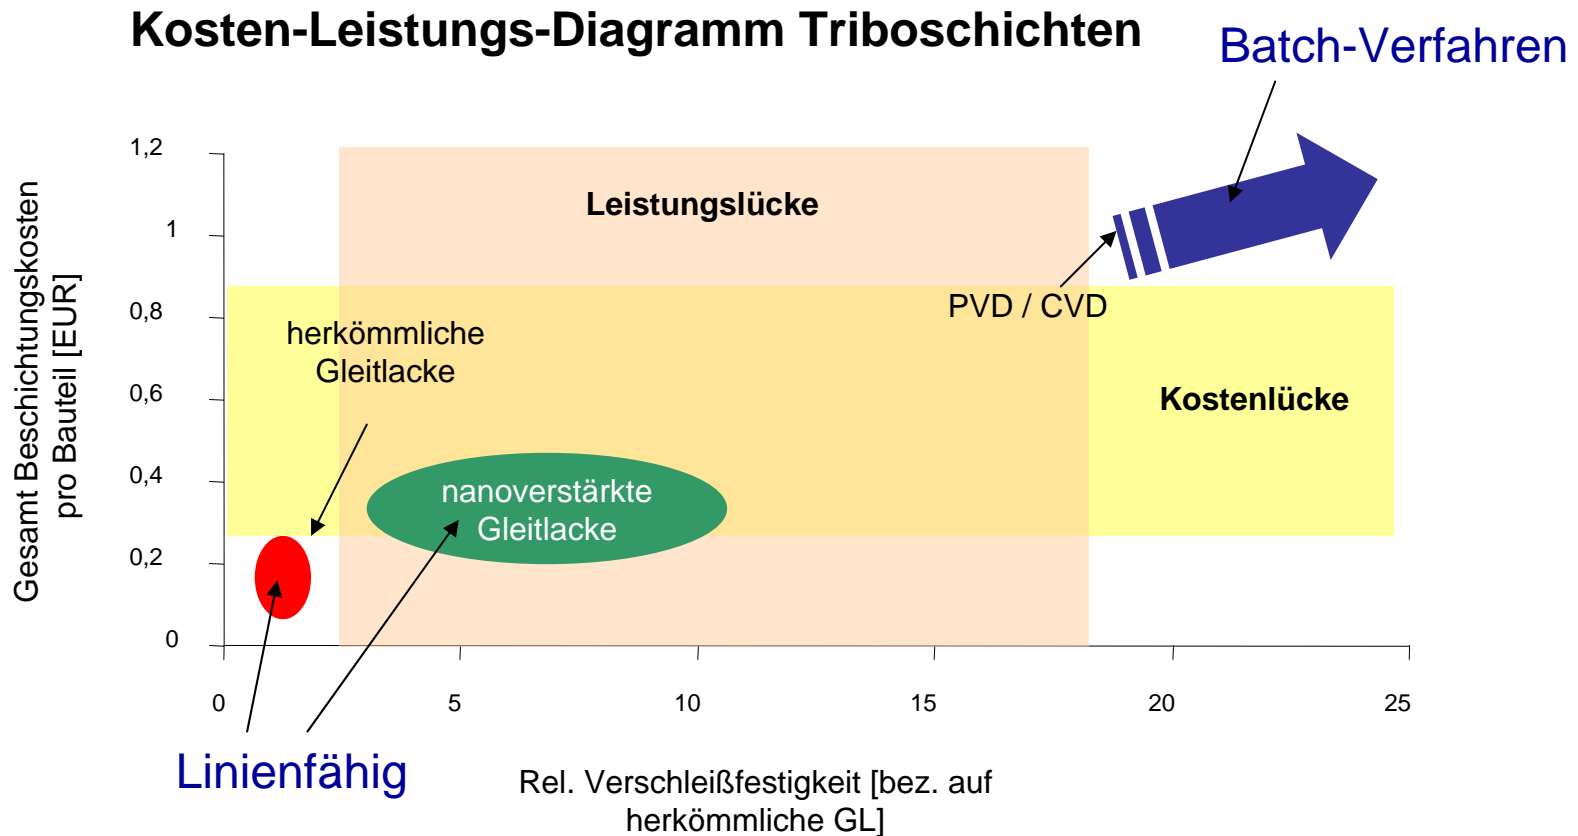 Kosten-Leistungs-Diagramm Triboschichten
Batch-Verfahren
1,2
1
0,8
0,6
0,4
0,2
0
Gesamt Beschichtungskosten
pro Bauteil [EUR]
Leistungslücke
PVD / CVD
herkömmliche
Gleitlacke
Kostenlücke
nanoverstärkte
Gleitlacke
0
5
10
15
20
25
Linienfähig
Rel. Verschleißfestigkeit [bez. auf
herkömmliche GL]